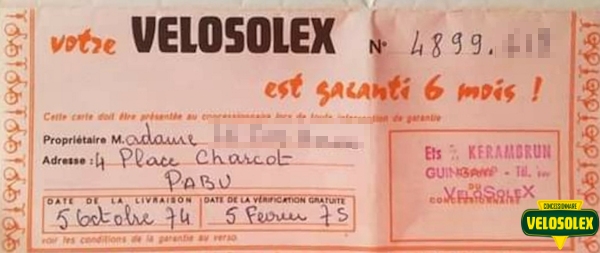 votre VELOSOLEX N° 4899.
est garanti 6 mois !
Cette carte doit être présentée au concessionnaire lors de toute intervention de garantie
Propriétaire M.adame
Adresse : 4 Place Charcot
PABU
DATE DE LA LIVRAISON
5 Octobre 74
DATE DE LA VÉRIFICATION GRATUITE
5 Fevrier 75
voir les conditions de la garantie au verso
Ets KERAMBRUN
GUINGAMP - Tél.
VELOSOLEX
CONCESSIONNAIRE
CONCESSIONNAIRE
VELOSOLEX